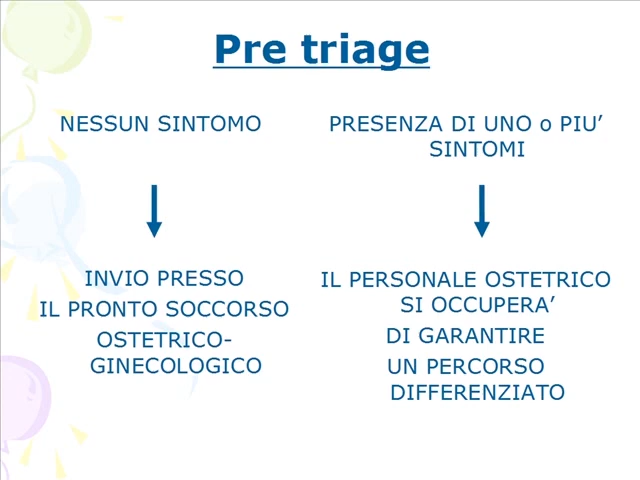 Pre triage
NESSUN SINTOMO
INVIO PRESSO
IL PRONTO SOCCORSO
OSTETRICO-
GINECOLOGICO
PRESENZA DI UNO o PIU’
SINTOMI
IL PERSONALE OSTETRICO
SI OCCUPERA’
DI GARANTIRE
UN PERCORSO
DIFFERENZIATO